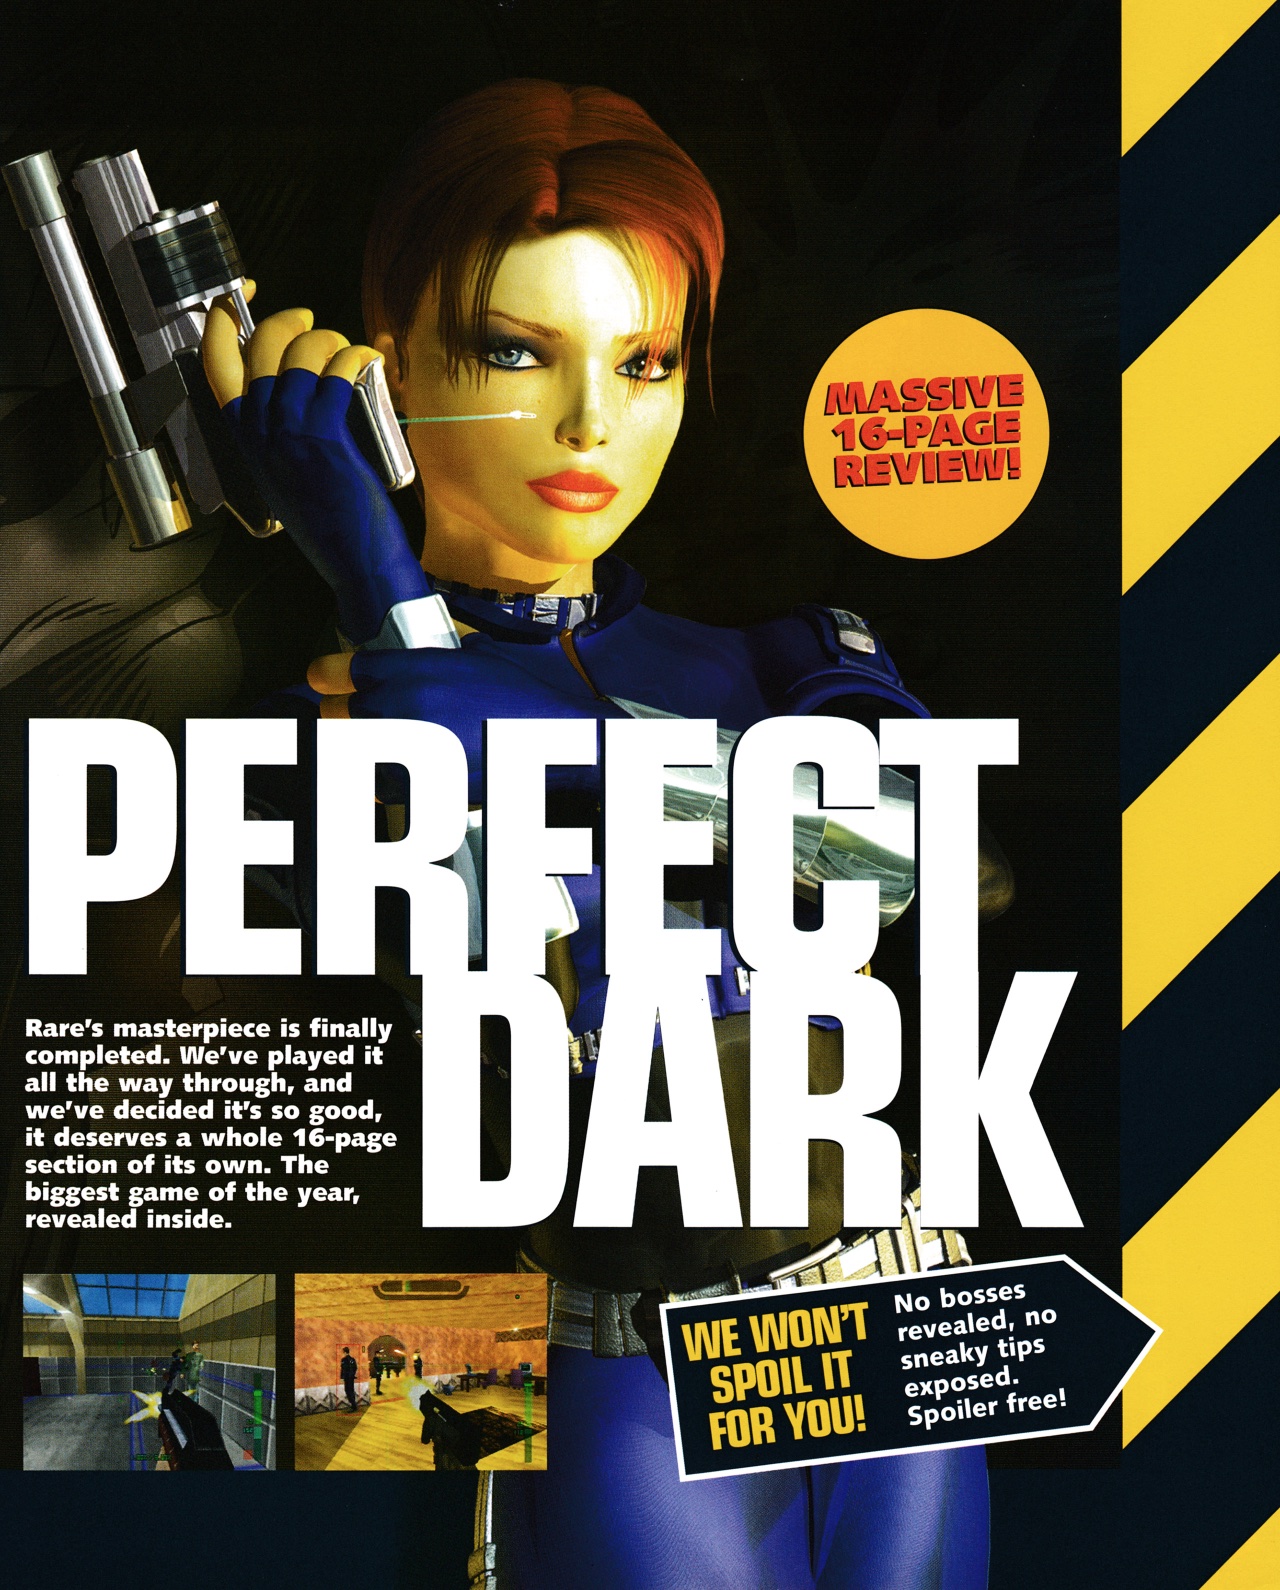 MASSIVE
16-PAGE
REVIEW!
PERFECT
DARK
Rare's masterpiece is finally
completed. We've played it
all the way through, and
we've decided it's so good,
it deserves a whole 16-page
section of its own. The
biggest game of the year,
revealed inside.
WE WON'T
SPOIL IT
FOR YOU!
No bosses
revealed, no
sneaky tips
exposed.
Spoiler free!